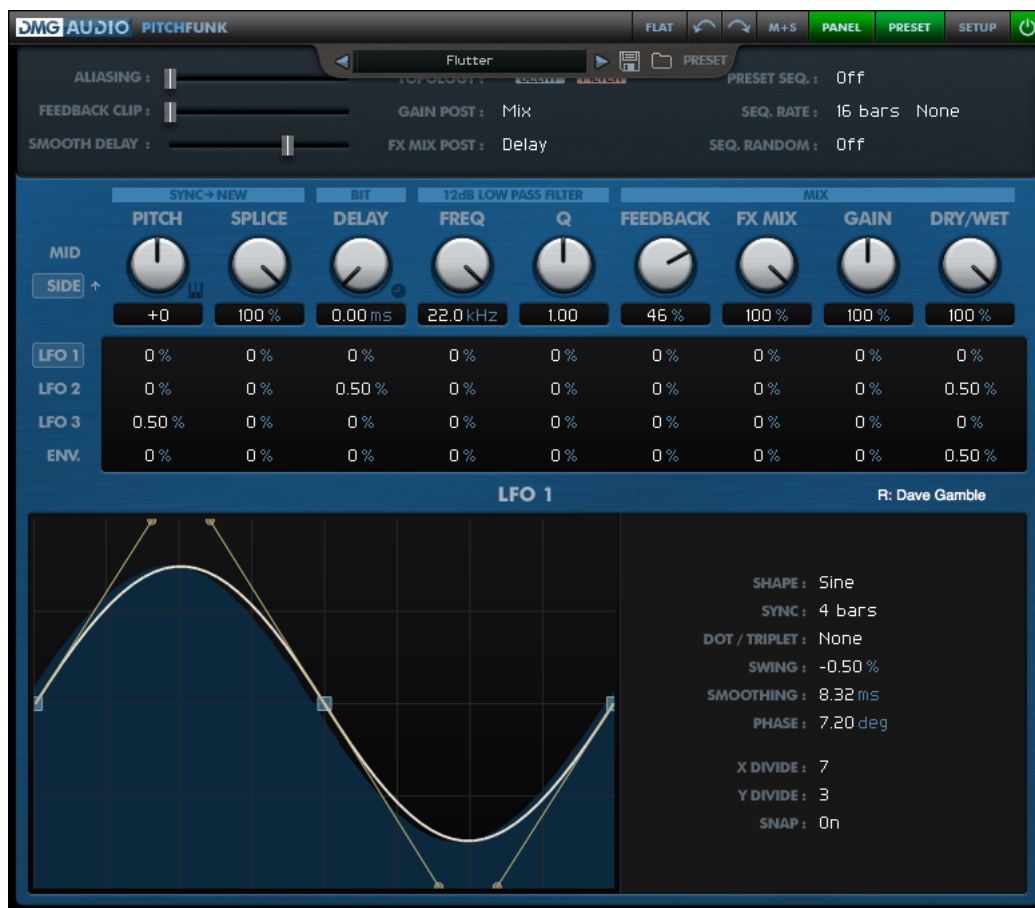 DMG AUDIO PITCHFUNK FLAT M+S PANEL PRESET SETUP
Flutter PRESET
ALIASING : TOPOLOGY : DELAY FILTER PRESET SEQ. : Off
FEEDBACK CLIP : GAIN POST : Mix SEQ. RATE : 16 bars None
SMOOTH DELAY : FX MIX POST : Delay SEQ. RANDOM : Off
SYNC→NEW BIT 12dB LOW PASS FILTER MIX
PITCH SPLICE DELAY FREQ Q FEEDBACK FX MIX GAIN DRY/WET
MID
SIDE ↑
+0 100 % 0.00 ms 22.0 kHz 1.00 46 % 100 % 100 % 100 %
LFO 1 0 % 0 % 0 % 0 % 0 % 0 % 0 % 0 % 0 %
LFO 2 0 % 0 % 0.50 % 0 % 0 % 0 % 0 % 0 % 0.50 %
LFO 3 0.50 % 0 % 0 % 0 % 0 % 0 % 0 % 0 % 0 %
ENV. 0 % 0 % 0 % 0 % 0 % 0 % 0 % 0 % 0.50 %
LFO 1 R: Dave Gamble
SHAPE : Sine
SYNC : 4 bars
DOT / TRIPLET : None
SWING : -0.50 %
SMOOTHING : 8.32 ms
PHASE : 7.20 deg
X DIVIDE : 7
Y DIVIDE : 3
SNAP : On